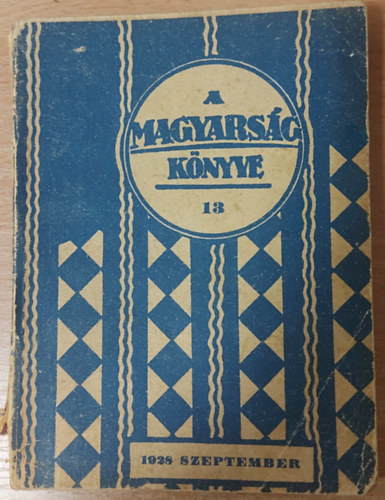 A
MAGYARSÁG
KÖNYVE
13
1928 SZEPTEMBER